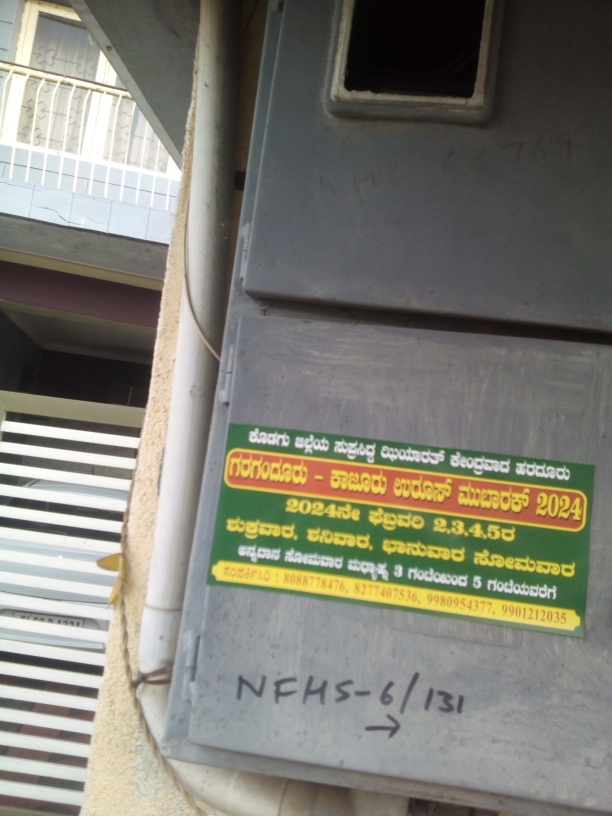 ಕೊಡಗು ಜಿಲ್ಲೆಯ ಸುಪ್ರಸಿದ್ಧ ಝಿಯಾರತ್ ಕೇಂದ್ರವಾದ ಹರದೂರು
ಗರಗಂದೂರು - ಕಾಜೂರು ಉರೂಸ್ ಮುಬಾರಕ್ 2024
2024ನೇ ಫೆಬ್ರವರಿ 2,3,4,5ರ
ಶುಕ್ರವಾರ, ಶನಿವಾರ, ಭಾನುವಾರ ಸೋಮವಾರ
ಅನ್ನದಾನ ಸೋಮವಾರ ಮಧ್ಯಾಹ್ನ 3 ಗಂಟೆಯಿಂದ 5 ಗಂಟೆಯವರೆಗೆ
ಸಂಪರ್ಕಿಸಿರಿ : 8088778476, 8277407536, 9980954377, 9901212035
NFHS-6/131
→